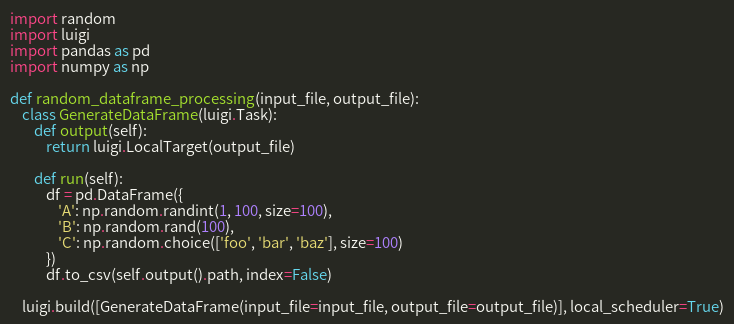 import random
import luigi
import pandas as pd
import numpy as np

def random_dataframe_processing(input_file, output_file):
    class GenerateDataFrame(luigi.Task):
        def output(self):
            return luigi.LocalTarget(output_file)

        def run(self):
            df = pd.DataFrame({
                'A': np.random.randint(1, 100, size=100),
                'B': np.random.rand(100),
                'C': np.random.choice(['foo', 'bar', 'baz'], size=100)
            })
            df.to_csv(self.output().path, index=False)

    luigi.build([GenerateDataFrame(input_file=input_file, output_file=output_file)], local_scheduler=True)